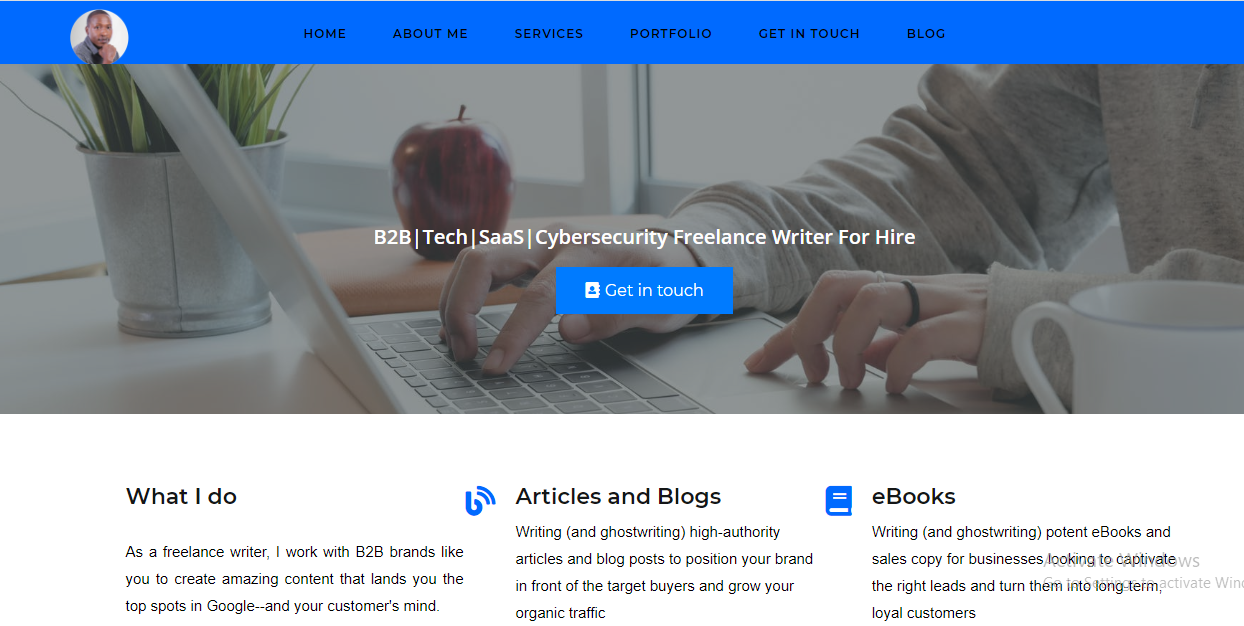 HOME ABOUT ME SERVICES PORTFOLIO GET IN TOUCH BLOG
B2B|Tech|SaaS|Cybersecurity Freelance Writer For Hire
Get in touch
What I do
As a freelance writer, I work with B2B brands like
you to create amazing content that lands you the
top spots in Google--and your customer's mind.
Articles and Blogs
Writing (and ghostwriting) high-authority
articles and blog posts to position your brand
in front of the target buyers and grow your
organic traffic
eBooks
Writing (and ghostwriting) potent eBooks and
sales copy for businesses looking to captivate
the right leads and turn them into long-term,
loyal customers
Activate Windows
Go to Settings to activate Wind